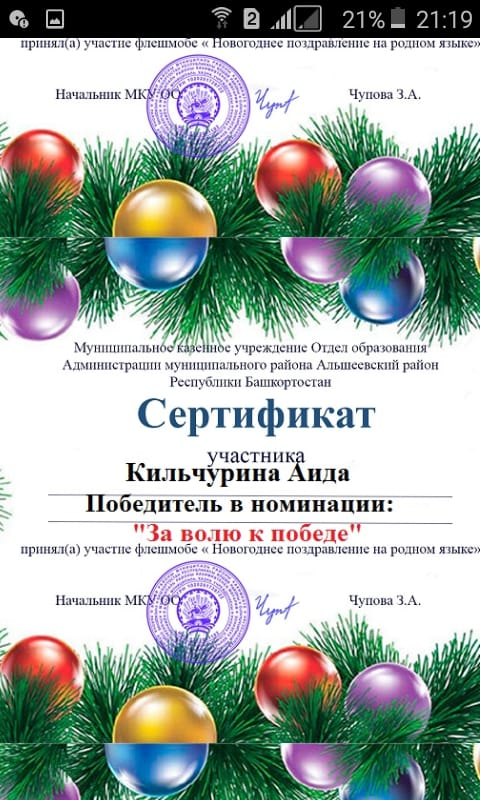 2
21%
21:19
принял(а) участие флешмобе « Новогоднее поздравление на родном языке»
Начальник МКУ ОО
Чупова З.А.
Муниципальное казенное учреждение Отдел образования
Администрации муниципального района Альшеевский район
Республики Башкортостан
Сертификат
участника
Кильчурина Аида
Победитель в номинации:
"За волю к победе"
принял(а) участие флешмобе « Новогоднее поздравление на родном языке»
Начальник МКУ ОО
Чупова З.А.